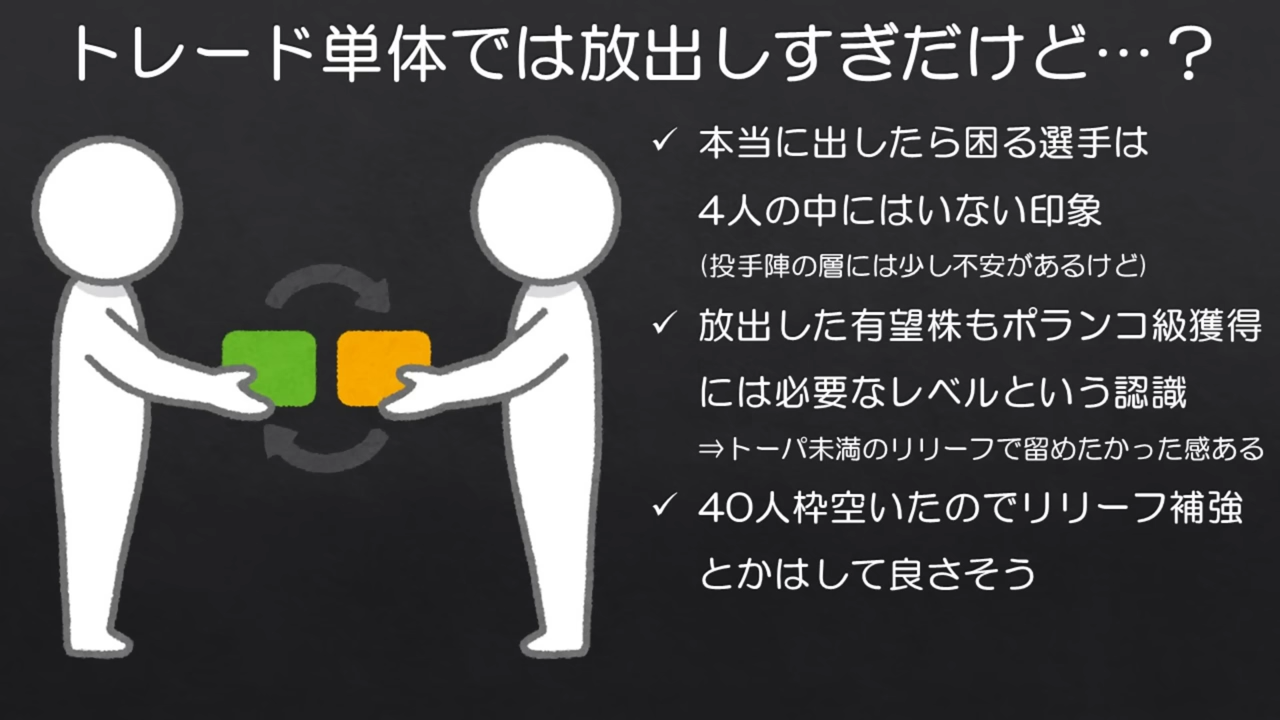 トレード単体では放出しすぎだけど…？
✓ 本当に出したら困る選手は
4人の中にはいない印象
(投手陣の層には少し不安があるけど)
✓ 放出した有望株もポランコ級獲得
には必要なレベルという認識
⇒トーパ未満のリリーフで留めたかった感ある
✓ 40人枠空いたのでリリーフ補強
とかはして良さそう